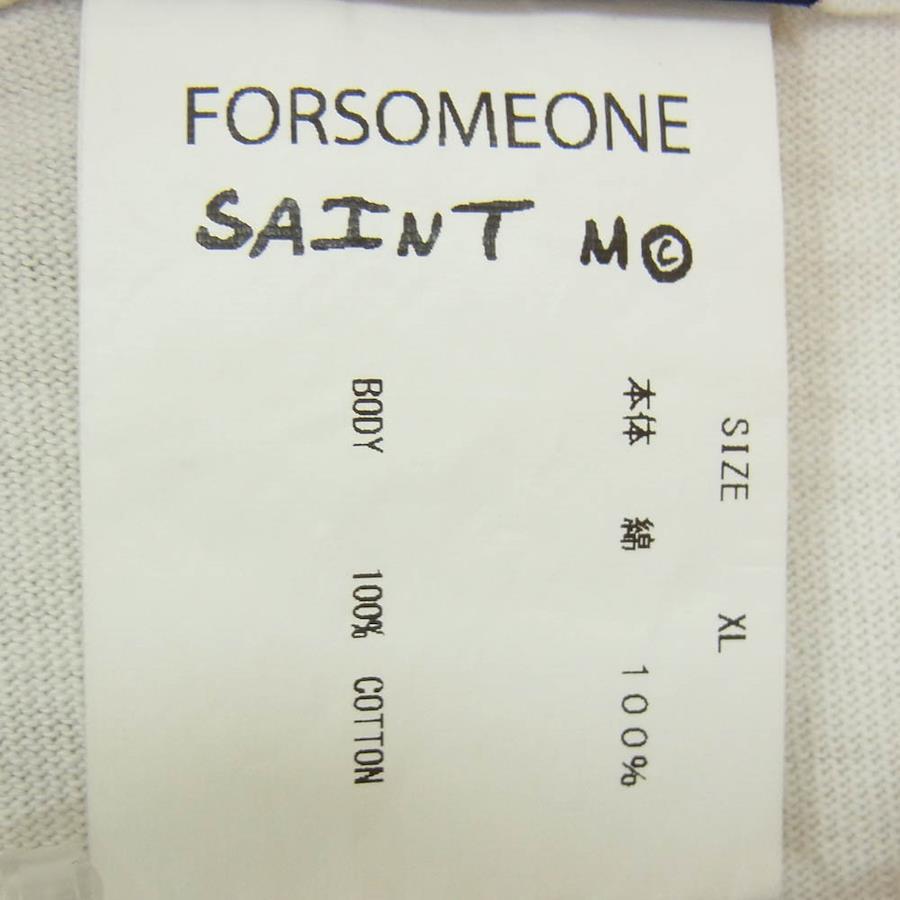 FORSOMEONE
SAINT M©
SIZE XL
本体 綿 100%
BODY 100% COTTON